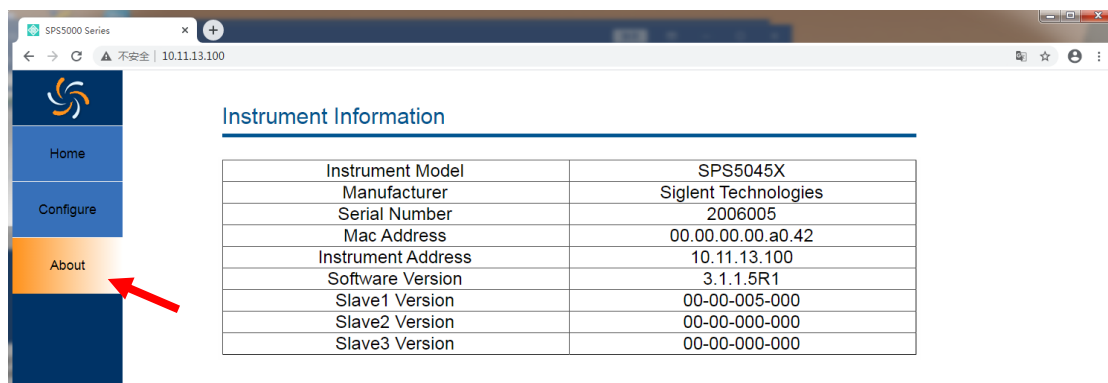 SPS5000 Series
不安全 | 10.11.13.100
Home
Configure
About
Instrument Information
Instrument Model SPS5045X
Manufacturer Siglent Technologies
Serial Number 2006005
Mac Address 00.00.00.00.a0.42
Instrument Address 10.11.13.100
Software Version 3.1.1.5R1
Slave1 Version 00-00-005-000
Slave2 Version 00-00-000-000
Slave3 Version 00-00-000-000